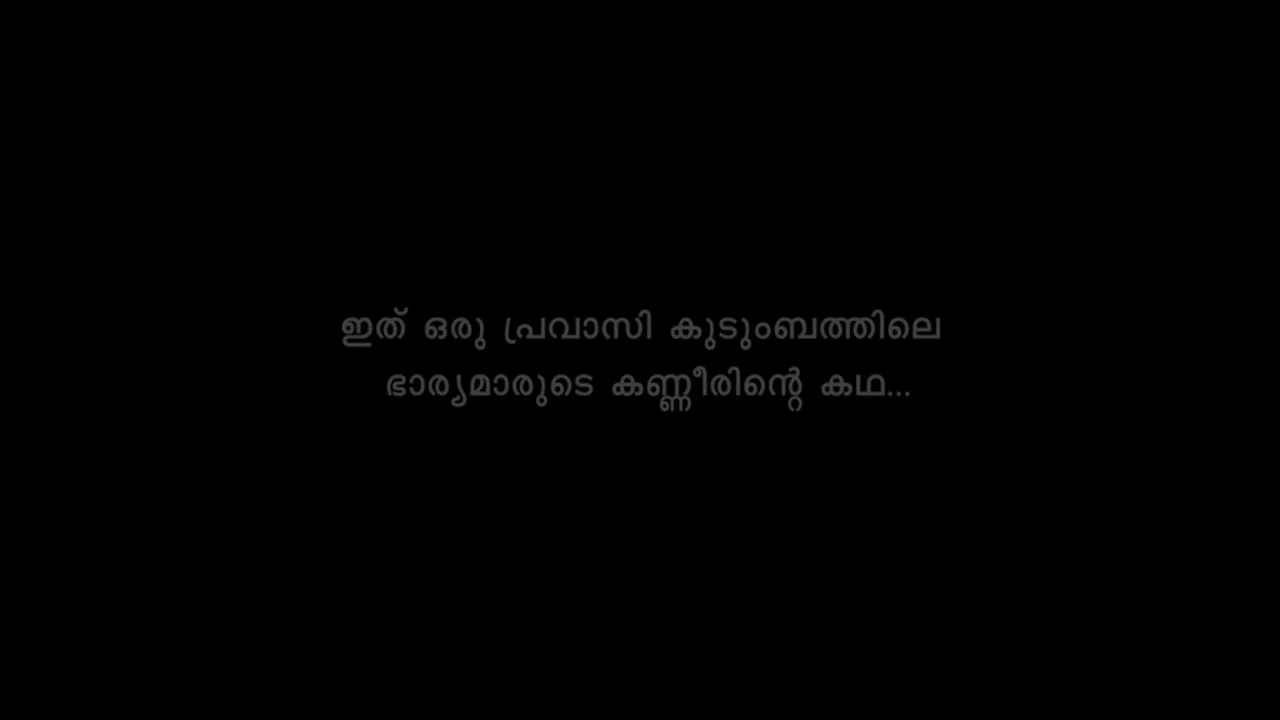 ഇത് ഒരു പ്രവാസി കുടുംബത്തിലെ
ഭാര്യമാരുടെ കണ്ണീരിന്റെ കഥ...